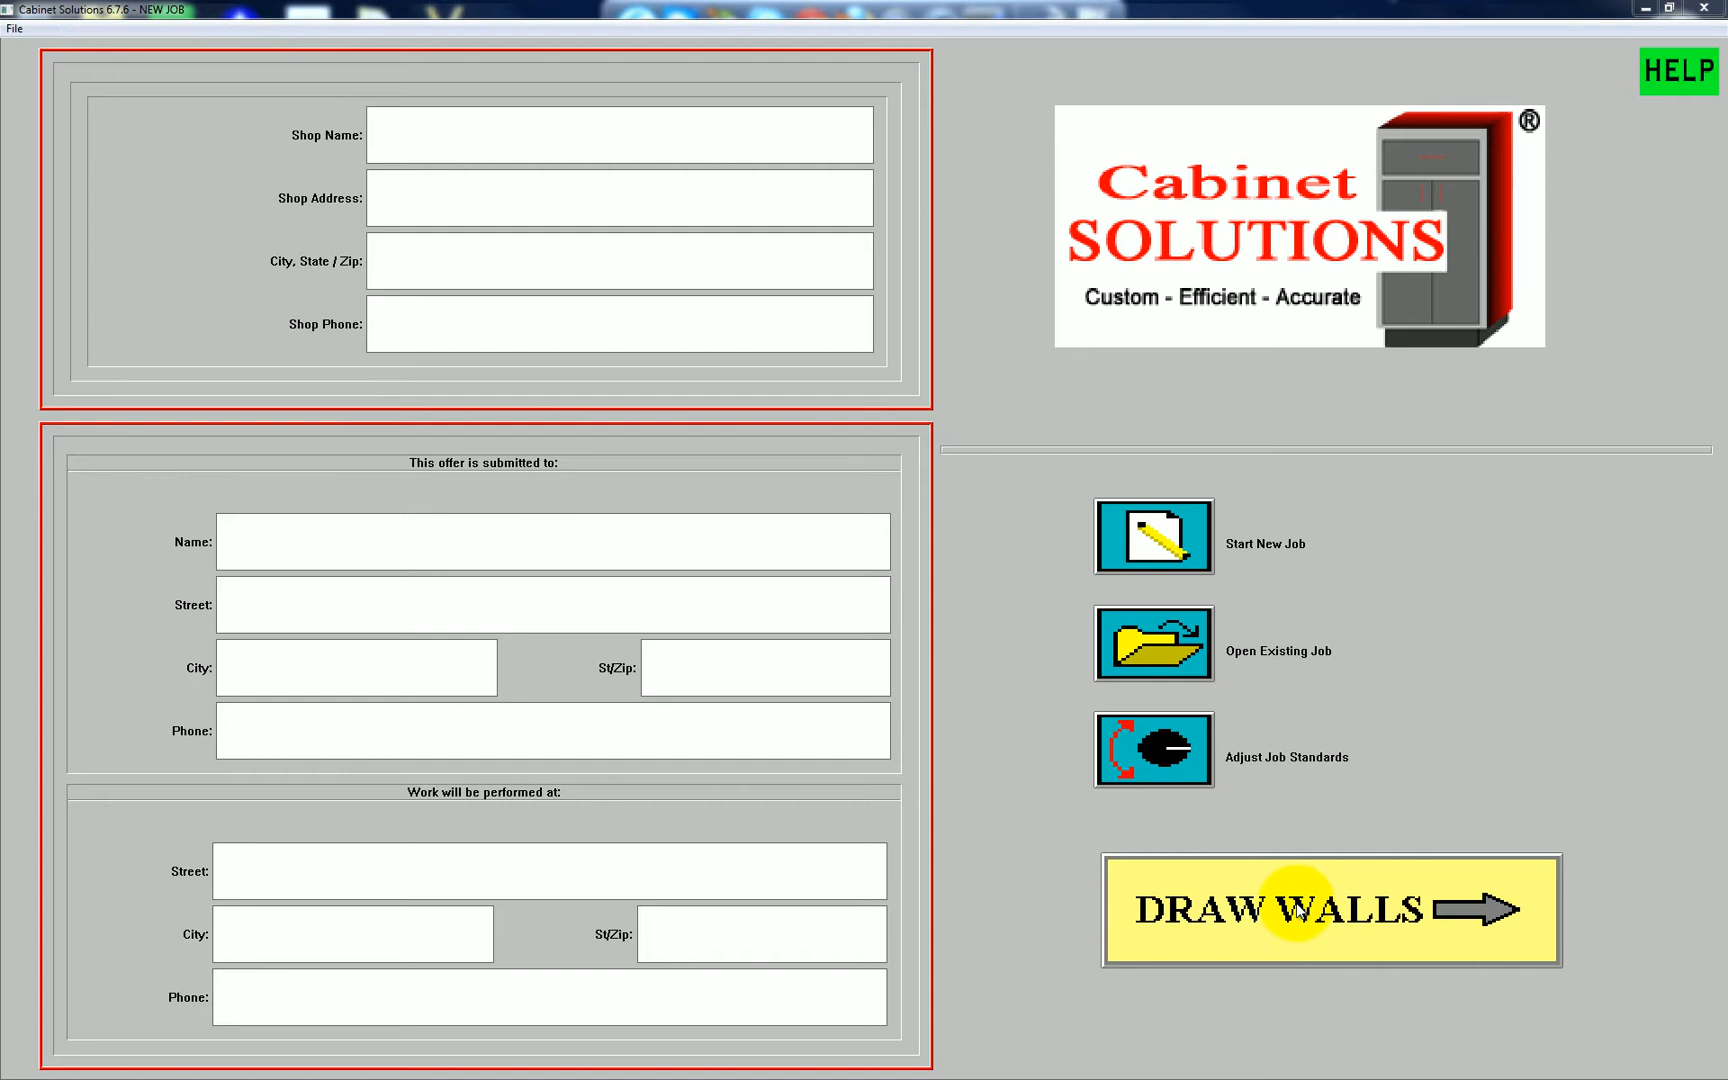 Cabinet Solutions 6.7.6 - NEW JOB
File
HELP
Shop Name:
Shop Address:
City, State / Zip:
Shop Phone:
Cabinet
SOLUTIONS
®
Custom - Efficient - Accurate
This offer is submitted to:
Name:
Street:
City:
St/Zip:
Phone:
Work will be performed at:
Street:
City:
St/Zip:
Phone:
Start New Job
Open Existing Job
Adjust Job Standards
DRAW WALLS